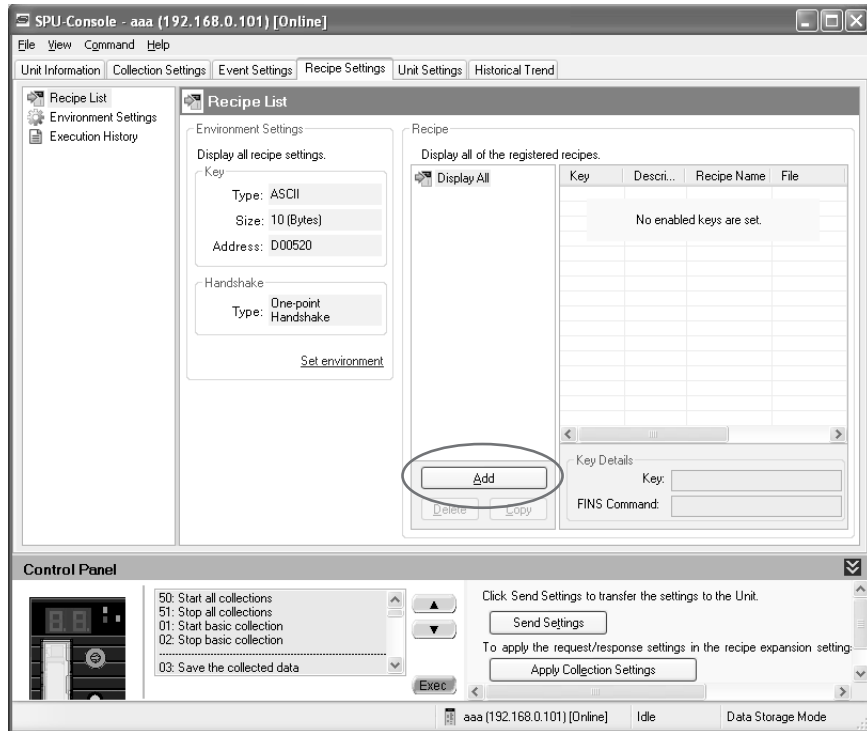 SPU-Console - aaa (192.168.0.101) [Online]
File View Command Help
Unit Information Collection Settings Event Settings Recipe Settings Unit Settings Historical Trend
Recipe List
Environment Settings
Execution History
Recipe List
Environment Settings
Display all recipe settings.
Key
Type: ASCII
Size: 10 (Bytes)
Address: D00520
Handshake
Type: One-point
Handshake
Set environment
Recipe
Display all of the registered recipes.
Display All
Key Descri... Recipe Name File
No enabled keys are set.
Add
Delete Copy
Key Details
Key:
FINS Command:
Control Panel
50: Start all collections
51: Stop all collections
01: Start basic collection
02: Stop basic collection
03: Save the collected data
Exec
Click Send Settings to transfer the settings to the Unit.
Send Settings
To apply the request/response settings in the recipe expansion setting:
Apply Collection Settings
aaa (192.168.0.101) [Online] Idle Data Storage Mode